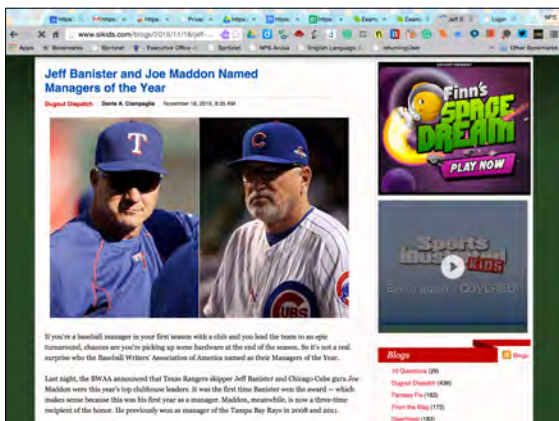 www.sikids.com/blogs/2015/11/18/jeff-
Apps
Bookmarks
Executive Office
NPS Aruba
English Language
returningUser
Other Bookmarks
Jeff Banister and Joe Maddon Named
Managers of the Year
Dugout Dispatch
November 18, 2015,
ADVERTISEMENT
Finn's
SPACE
DREAM
PLAY NOW
T
C
CUBS
Sports
Illustrated
KIDS
If you're a baseball manager in your first season with a club and you lead the team to an epic
turnaround, chances are you're picking up some hardware at the end of the season. So it's not a real
surprise who the Baseball Writers' Association of America named as their Managers of the Year.
Last night, the BWAA announced that Texas Rangers skipper Jeff Banister and Chicago Cubs guru Joe
Maddon were this year's top clubhouse leaders. It was the first time Banister won the award — which
makes sense because this was his first year as a manager. Maddon, meanwhile, is now a three-time
recipient of the honor. He previously won as manager of the Tampa Bay Rays in 2008 and 2011.
Blogs
Blogs
10 Questions (29)
Dugout Dispatch (436)
Fantasy Fix (183)
From the Map (172)